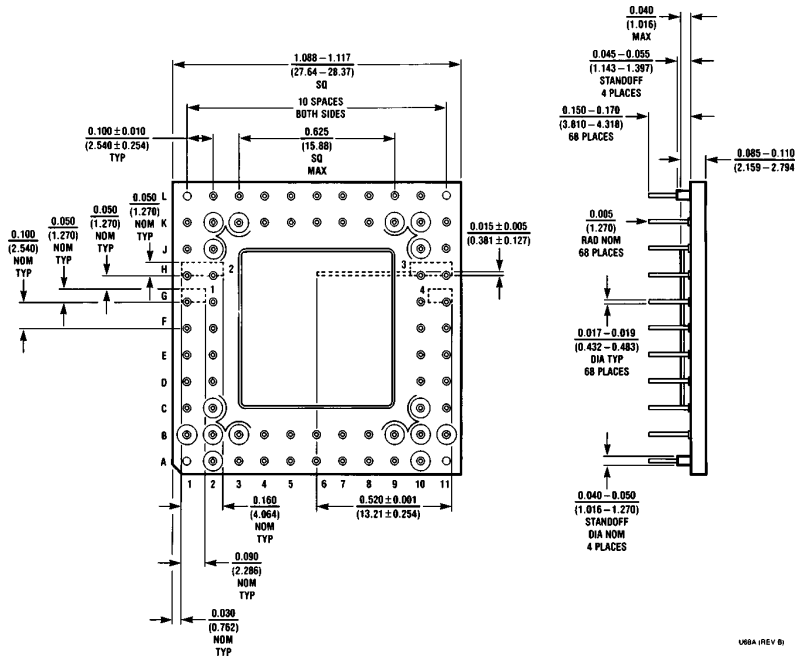 0.040
(1.016)
MAX
1.088 – 1.117
(27.64 – 28.37)
SQ
0.045 – 0.055
(1.143 – 1.397)
STANDOFF
4 PLACES
10 SPACES
BOTH SIDES
0.150 – 0.170
(3.810 – 4.318)
68 PLACES
0.100 ± 0.010
(2.540 ± 0.254)
TYP
0.625
(15.88)
SQ
MAX
0.085 – 0.110
(2.159 – 2.794
0.050
(1.270)
NOM
TYP
0.050
(1.270)
NOM
TYP
0.050
(1.270)
NOM
TYP
0.100
(2.540)
NOM
TYP
0.015 ± 0.005
(0.381 ± 0.127)
0.005
(1.270)
RAD NOM
68 PLACES
L
K
J
H
G
F
E
D
C
B
A
2
3
1
4
0.017 – 0.019
(0.432 – 0.483)
DIA TYP
68 PLACES
1 2 3 4 5 6 7 8 9 10 11
0.160
(4.064)
NOM
TYP
0.520 ± 0.001
(13.21 ± 0.254)
0.040 – 0.050
(1.016 – 1.270)
STANDOFF
DIA NOM
4 PLACES
0.090
(2.286)
NOM
TYP
0.030
(0.762)
NOM
TYP
U68A (REV B)